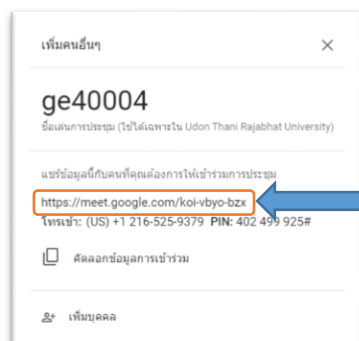 เพิ่มคนอื่นๆ
ge40004
ชื่อเล่นการประชุม (ใช้ได้เฉพาะใน Udon Thani Rajabhat University)
แชร์ข้อมูลนี้กับคนที่คุณต้องการให้เข้าร่วมการประชุม
https://meet.google.com/koi-vbyo-bzx
โทรเข้า: (US) +1 216-525-9379 PIN: 402 499 925#
คัดลอกข้อมูลการเข้าร่วม
เพิ่มบุคคล